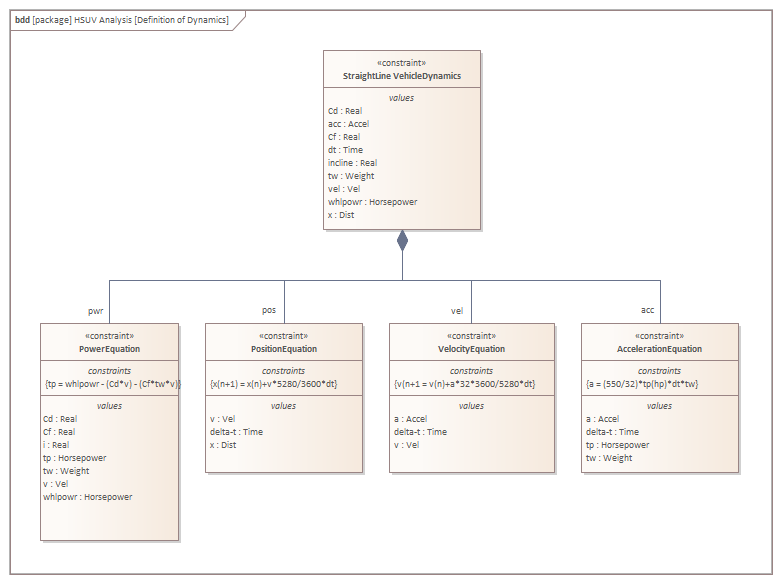 bdd [package] HSUV Analysis [Definition of Dynamics]
«constraint»
StraightLine VehicleDynamics
values
Cd : Real
acc : Accel
Cf : Real
dt : Time
incline : Real
tw : Weight
vel : Vel
whlpowr : Horsepower
x : Dist
pwr
pos
vel
acc
«constraint»
PowerEquation
constraints
{tp = whlpowr - (Cd*v) - (Cf*tw*v)}
values
Cd : Real
Cf : Real
i : Real
tp : Horsepower
tw : Weight
v : Vel
whlpowr : Horsepower
«constraint»
PositionEquation
constraints
{x(n+1) = x(n)+v*5280/3600*dt}
values
v : Vel
delta-t : Time
x : Dist
«constraint»
VelocityEquation
constraints
{v(n+1 = v(n)+a*32*3600/5280*dt}
values
a : Accel
delta-t : Time
v : Vel
«constraint»
AccelerationEquation
constraints
{a = (550/32)*tp(hp)*dt*tw}
values
a : Accel
delta-t : Time
tp : Horsepower
tw : Weight